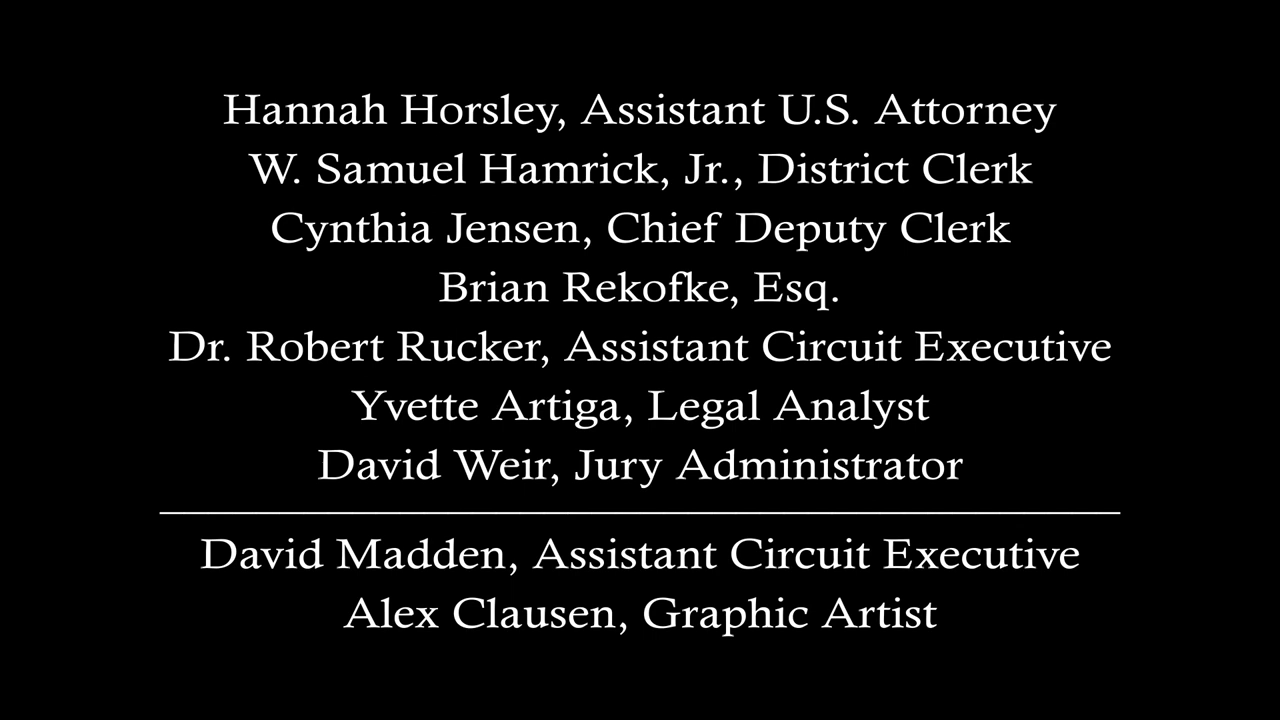 Hannah Horsley, Assistant U.S. Attorney
W. Samuel Hamrick, Jr., District Clerk
Cynthia Jensen, Chief Deputy Clerk
Brian Rekofke, Esq.
Dr. Robert Rucker, Assistant Circuit Executive
Yvette Artiga, Legal Analyst
David Weir, Jury Administrator
David Madden, Assistant Circuit Executive
Alex Clausen, Graphic Artist